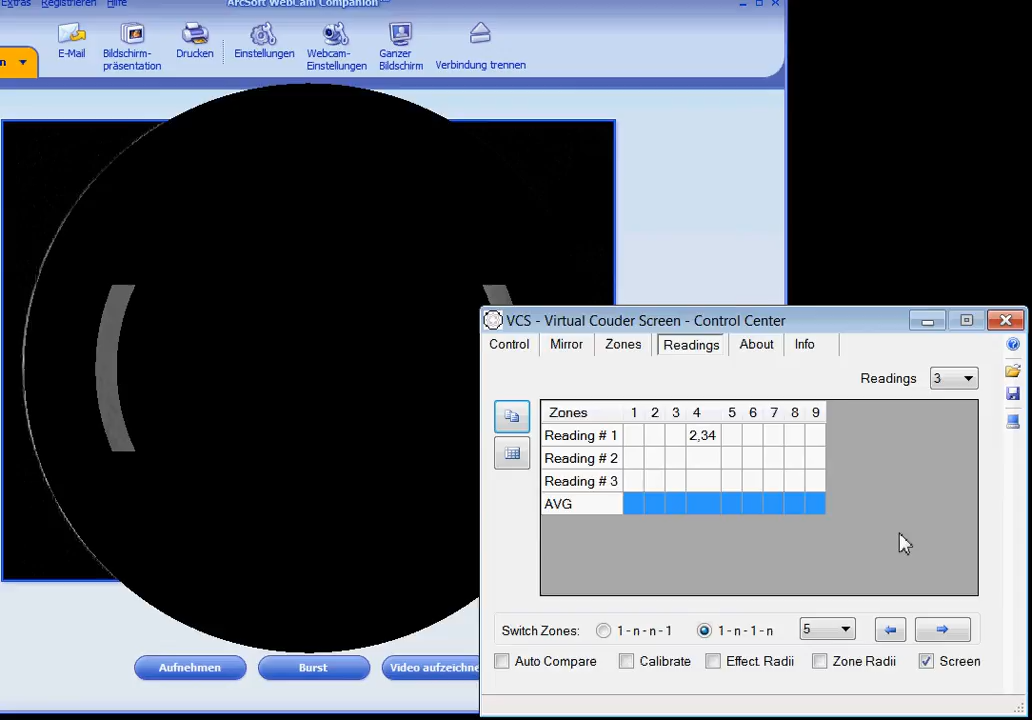 Extras Registrieren Hilfe
ArcSoft WebCam Companion
n
E-Mail
Bildschirm-
präsentation
Drucken
Einstellungen
Webcam-
Einstellungen
Ganzer
Bildschirm
Verbindung trennen
VCS - Virtual Couder Screen - Control Center
Control Mirror Zones Readings About Info
Readings 3
Zones 1 2 3 4 5 6 7 8 9
Reading # 1 2,34
Reading # 2
Reading # 3
AVG
Switch Zones: 1 - n - n - 1 1 - n - 1 - n 5
Auto Compare Calibrate Effect. Radii Zone Radii Screen
Aufnehmen Burst Video aufzeichne